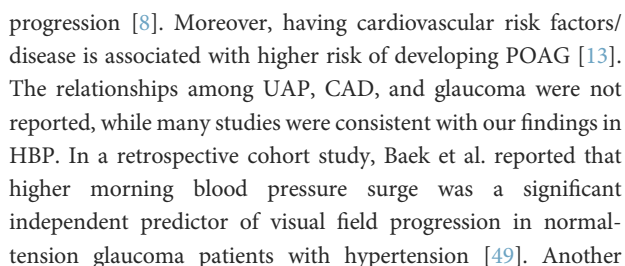 progression [8]. Moreover, having cardiovascular risk factors/
disease is associated with higher risk of developing POAG [13].
The relationships among UAP, CAD, and glaucoma were not
reported, while many studies were consistent with our findings in
HBP. In a retrospective cohort study, Baek et al. reported that
higher morning blood pressure surge was a significant
independent predictor of visual field progression in normal-
tension glaucoma patients with hypertension [49]. Another